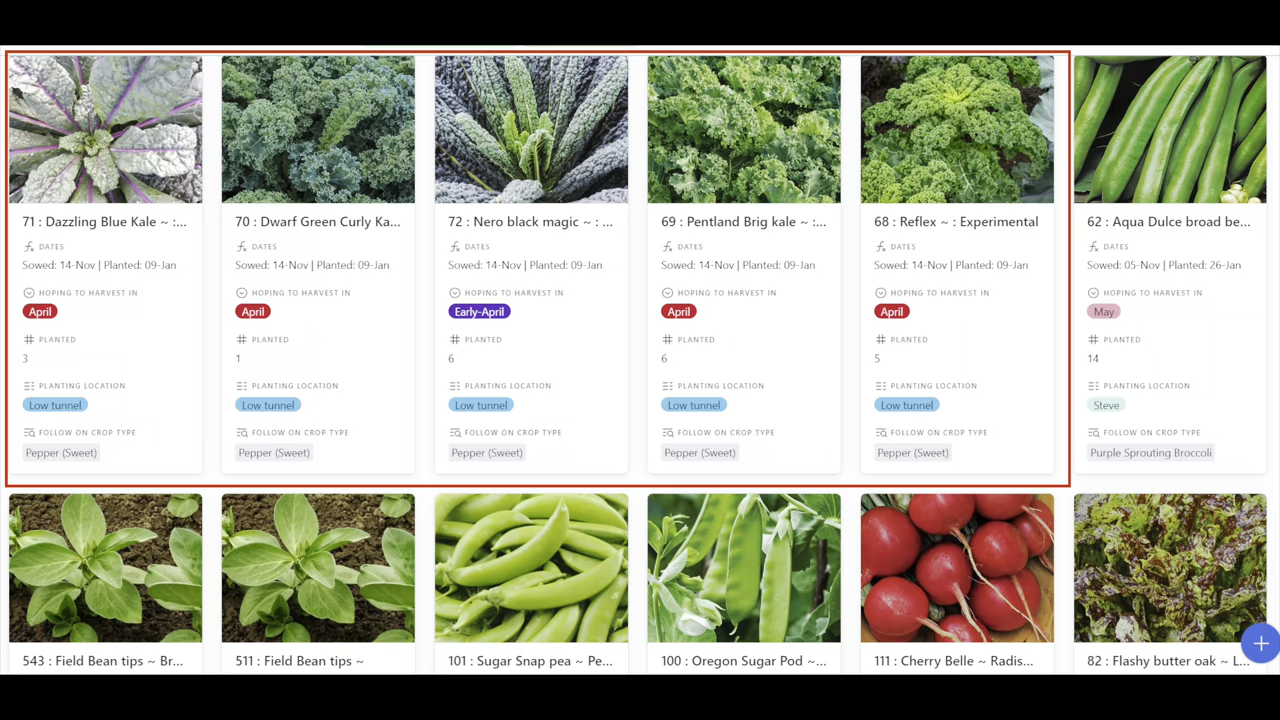 71 : Dazzling Blue Kale ~ :...
DATES
Sowed: 14-Nov | Planted: 09-Jan
HOPING TO HARVEST IN
April
PLANTED
3
PLANTING LOCATION
Low tunnel
FOLLOW ON CROP TYPE
Pepper (Sweet)
70 : Dwarf Green Curly Ka...
DATES
Sowed: 14-Nov | Planted: 09-Jan
HOPING TO HARVEST IN
April
PLANTED
1
PLANTING LOCATION
Low tunnel
FOLLOW ON CROP TYPE
Pepper (Sweet)
72 : Nero black magic ~ : ...
DATES
Sowed: 14-Nov | Planted: 09-Jan
HOPING TO HARVEST IN
Early-April
PLANTED
6
PLANTING LOCATION
Low tunnel
FOLLOW ON CROP TYPE
Pepper (Sweet)
69 : Pentland Brig kale ~ :...
DATES
Sowed: 14-Nov | Planted: 09-Jan
HOPING TO HARVEST IN
April
PLANTED
6
PLANTING LOCATION
Low tunnel
FOLLOW ON CROP TYPE
Pepper (Sweet)
68 : Reflex ~ : Experimental
DATES
Sowed: 14-Nov | Planted: 09-Jan
HOPING TO HARVEST IN
April
PLANTED
5
PLANTING LOCATION
Low tunnel
FOLLOW ON CROP TYPE
Pepper (Sweet)
62 : Aqua Dulce broad be...
DATES
Sowed: 05-Nov | Planted: 26-Jan
HOPING TO HARVEST IN
May
PLANTED
14
PLANTING LOCATION
Steve
FOLLOW ON CROP TYPE
Purple Sprouting Broccoli
543 : Field Bean tips ~ Br...
511 : Field Bean tips ~
101 : Sugar Snap pea ~ Pe...
100 : Oregon Sugar Pod ~...
111 : Cherry Belle ~ Radis...
82 : Flashy butter oak ~ L...